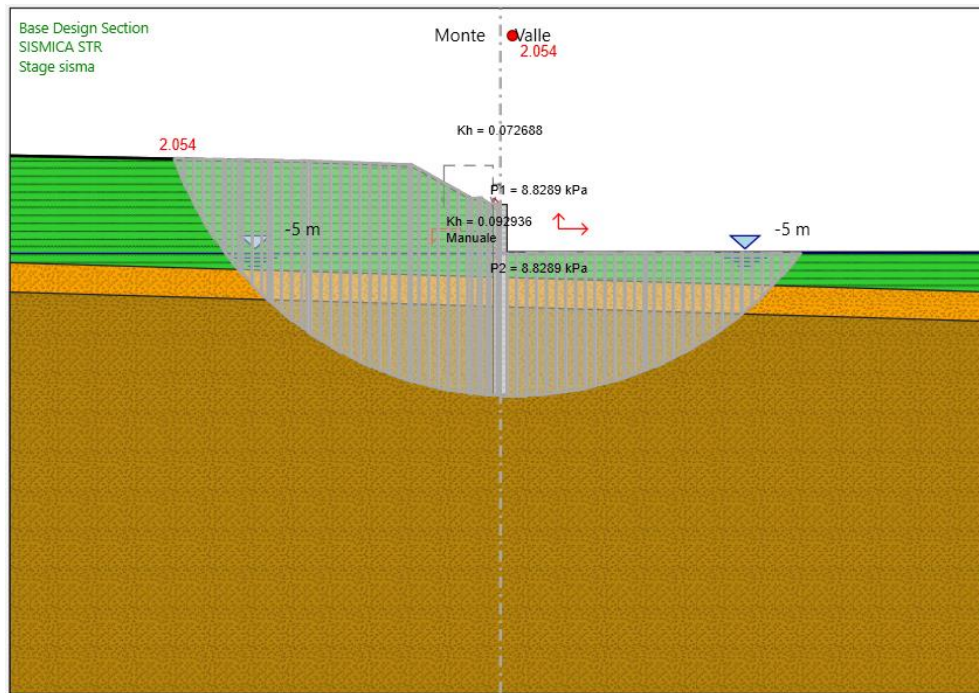 Base Design Section
SISMICA STR
Stage sisma
Monte Valle
2.054
Kh = 0.072688
2.054
P1 = 8.8289 kPa
Kh = 0.092936
Manuale
-5 m
-5 m
P2 = 8.8289 kPa